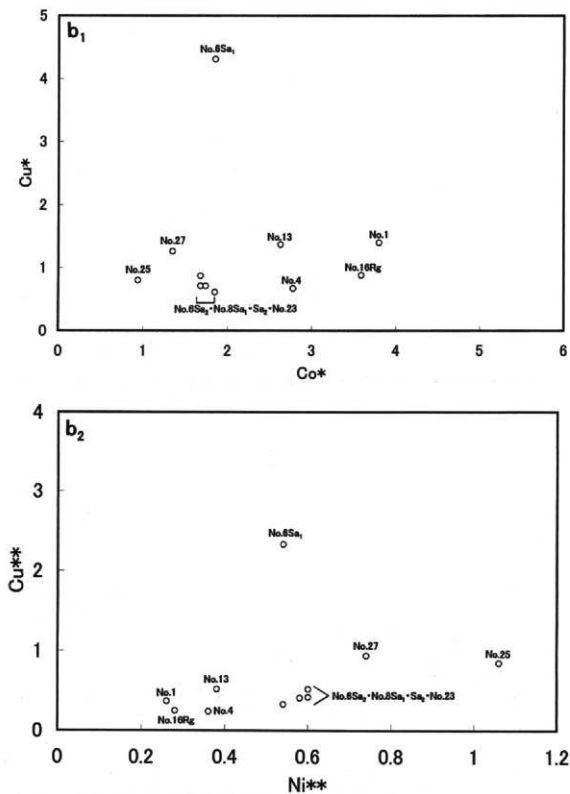 b₁
5
No.6Sa₁
4
3
Cu*
2
No.27
No.13
No.1
1
No.25
No.4
No.16Rg
No.6Sa₂・No.8Sa₁・Sa₂・No.23
0
0 1 2 3 4 5 6
Co*
b₂
4
3
No.6Sa₁
2
Cu**
No.27
No.25
1
No.1
No.13
No.6Sa₂・No.8Sa₁・Sa₂・No.23
No.16Rg
No.4
0
0 0.2 0.4 0.6 0.8 1 1.2
Ni**